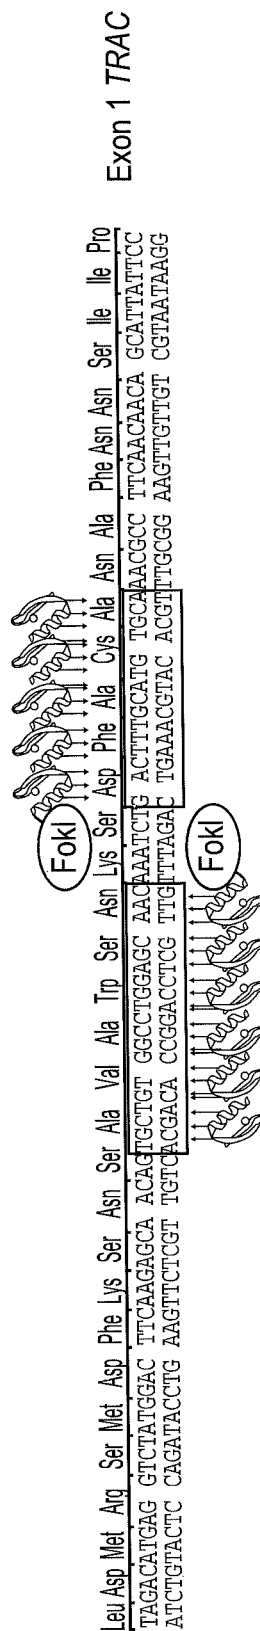 Exon 1 TRAC
FokI
Leu Asp Met Arg Ser Met Asp Phe Lys Ser Asn Ser Ala Val Ala Trp Ser Asn Lys Ser Asp Phe Ala Cys Ala Asn Ala Phe Asn Asn Ser Ile Ile Pro
TAGACATGAG GTCTATGGAC TTCAAGAGCA ACAGTGCTGT GGCCTGGAGC AACAAATCTG ACTTTGCATG TGCAAACGCC TTCAACAACA GCATTATTCC
ATCTGTACTC CAGATACCTG AAGTTCTCGT TGTCACGACA CCGGACCTCG TTGTTTAGAC TGAAACGTAC ACGTTTGCGG AAGTTGTTGT CGTAATAAGG
FokI